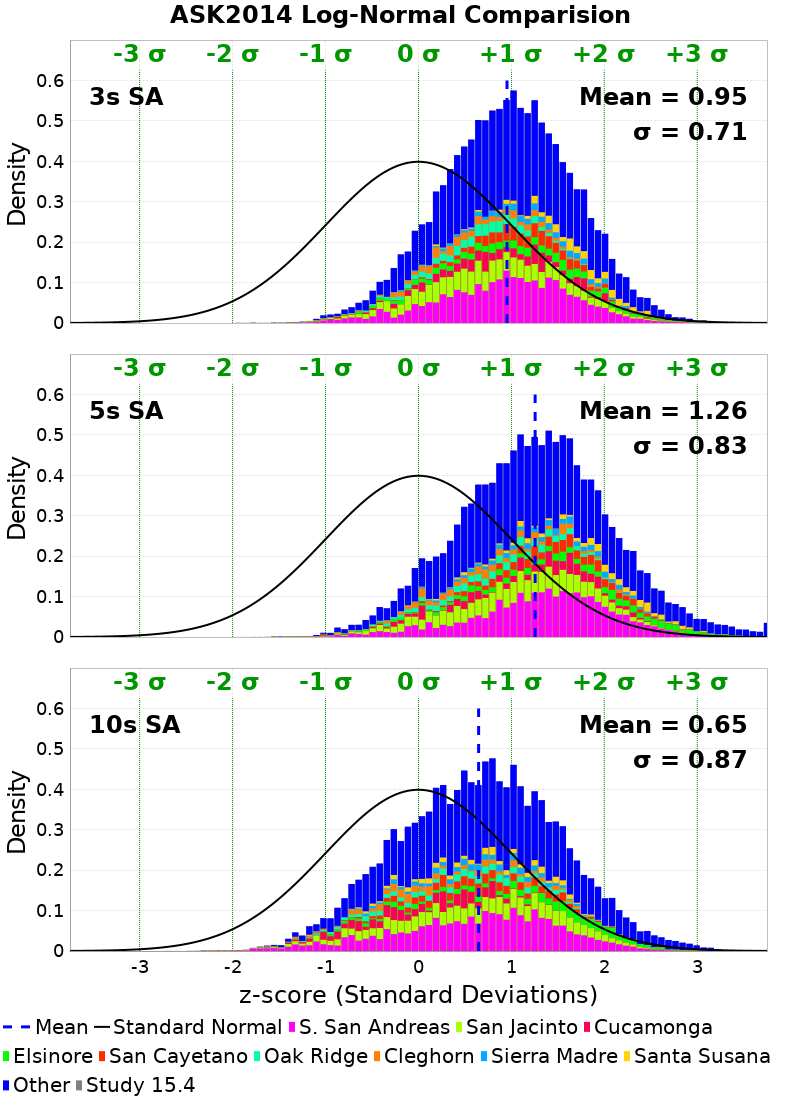 ASK2014 Log-Normal Comparision
-3 σ -2 σ -1 σ 0 σ +1 σ +2 σ +3 σ
3s SA
Mean = 0.95
σ = 0.71
Density
0.6
0.5
0.4
0.3
0.2
0.1
0
-3 σ -2 σ -1 σ 0 σ +1 σ +2 σ +3 σ
5s SA
Mean = 1.26
σ = 0.83
Density
0.6
0.5
0.4
0.3
0.2
0.1
0
-3 σ -2 σ -1 σ 0 σ +1 σ +2 σ +3 σ
10s SA
Mean = 0.65
σ = 0.87
Density
0.6
0.5
0.4
0.3
0.2
0.1
0
-3 -2 -1 0 1 2 3
z-score (Standard Deviations)
Mean Standard Normal S. San Andreas San Jacinto Cucamonga
Elsinore San Cayetano Oak Ridge Cleghorn Sierra Madre Santa Susana
Other Study 15.4